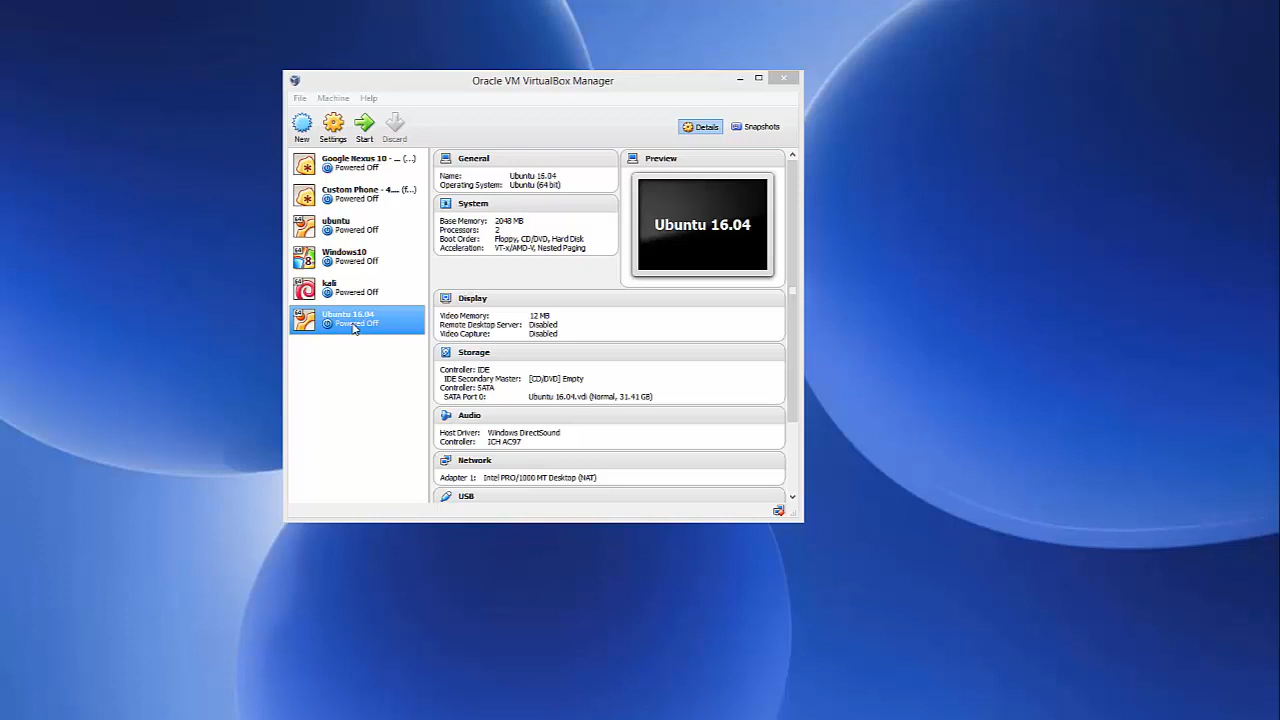 Oracle VM VirtualBox Manager
File Machine Help
New Settings Start Discard
Details Snapshots
Google Nexus 10 - ... (...)
Powered Off
Custom Phone - 4.... (f...)
Powered Off
64
ubuntu
Powered Off
64
Windows10
Powered Off
64
kali
Powered Off
64
Ubuntu 16.04
Powered Off
General
Name: Ubuntu 16.04
Operating System: Ubuntu (64 bit)
System
Base Memory: 2048 MB
Processors: 2
Boot Order: Floppy, CD/DVD, Hard Disk
Acceleration: VT-x/AMD-V, Nested Paging
Preview
Ubuntu 16.04
Display
Video Memory: 12 MB
Remote Desktop Server: Disabled
Video Capture: Disabled
Storage
Controller: IDE
IDE Secondary Master: [CD/DVD] Empty
Controller: SATA
SATA Port 0: Ubuntu 16.04.vdi (Normal, 31.41 GB)
Audio
Host Driver: Windows DirectSound
Controller: ICH AC97
Network
Adapter 1: Intel PRO/1000 MT Desktop (NAT)
USB